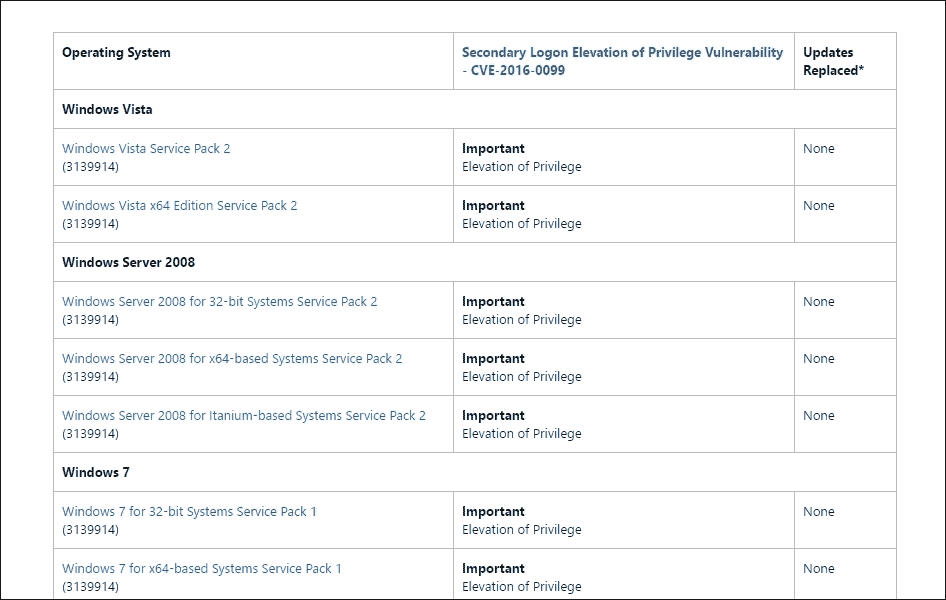 Operating System
Secondary Logon Elevation of Privilege Vulnerability
- CVE-2016-0099
Updates
Replaced*
Windows Vista
Windows Vista Service Pack 2
(3139914)
Important
Elevation of Privilege
None
Windows Vista x64 Edition Service Pack 2
(3139914)
Important
Elevation of Privilege
None
Windows Server 2008
Windows Server 2008 for 32-bit Systems Service Pack 2
(3139914)
Important
Elevation of Privilege
None
Windows Server 2008 for x64-based Systems Service Pack 2
(3139914)
Important
Elevation of Privilege
None
Windows Server 2008 for Itanium-based Systems Service Pack 2
(3139914)
Important
Elevation of Privilege
None
Windows 7
Windows 7 for 32-bit Systems Service Pack 1
(3139914)
Important
Elevation of Privilege
None
Windows 7 for x64-based Systems Service Pack 1
(3139914)
Important
Elevation of Privilege
None